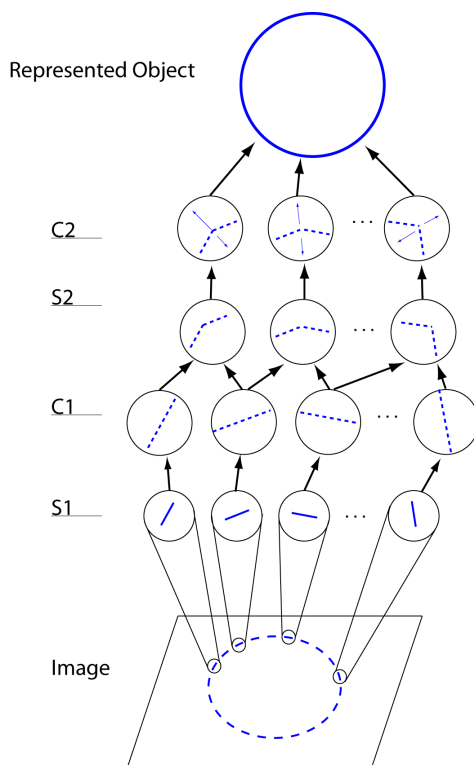 Represented Object
C2
. . .
S2
. . .
C1
. . .
S1
. . .
Image